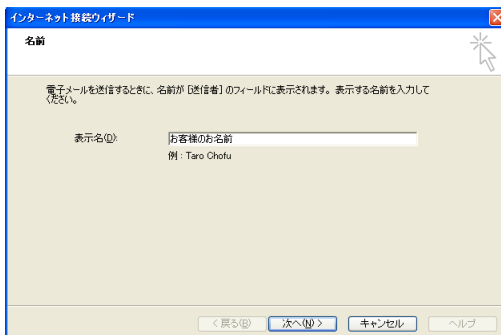 インターネット接続ウィザード
名前
電子メールを送信するときに、名前が [送信者] のフィールドに表示されます。表示する名前を入力して
ください。
表示名(D):
お客様のお名前
例 : Taro Chofu
< 戻る(B)
次へ(N) >
キャンセル
ヘルプ